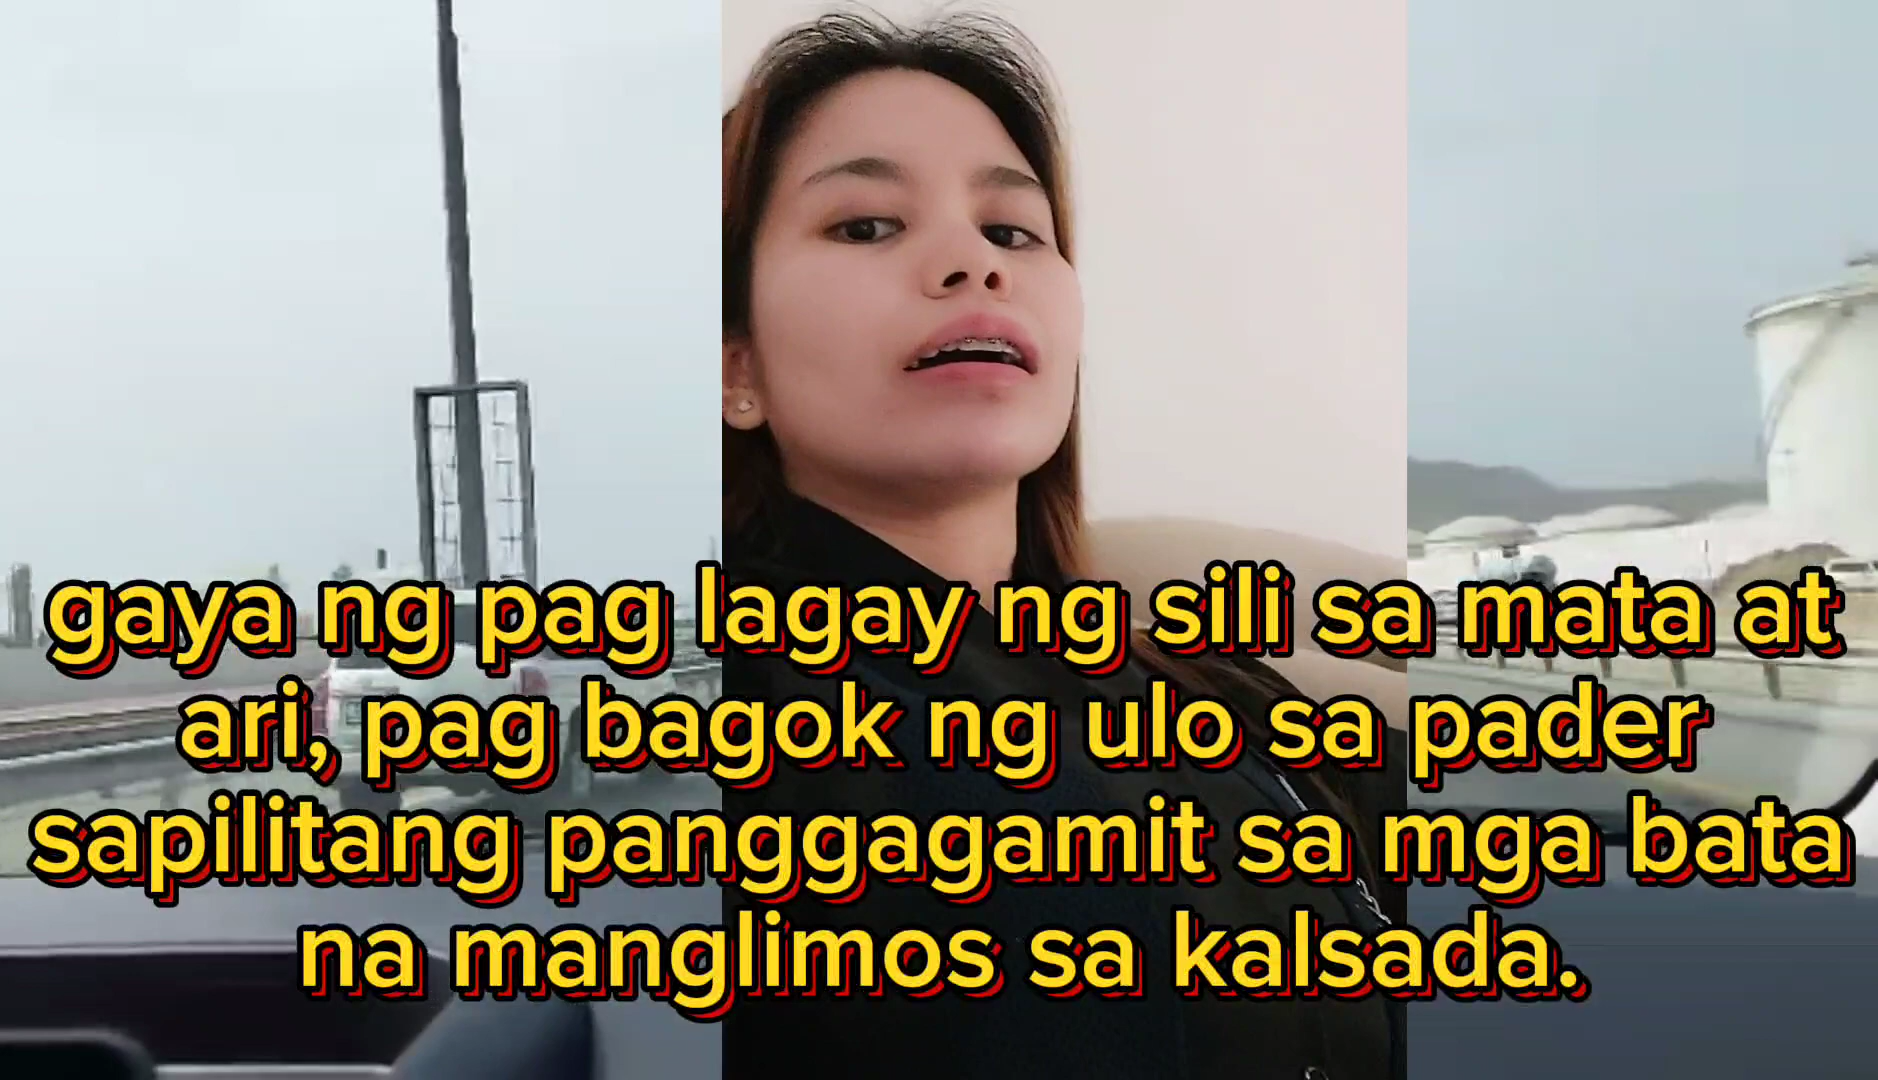 gaya ng pag lagay ng sili sa mata at
ari, pag bagok ng ulo sa pader
sapilitang panggagamit sa mga bata
na manglimos sa kalsada.